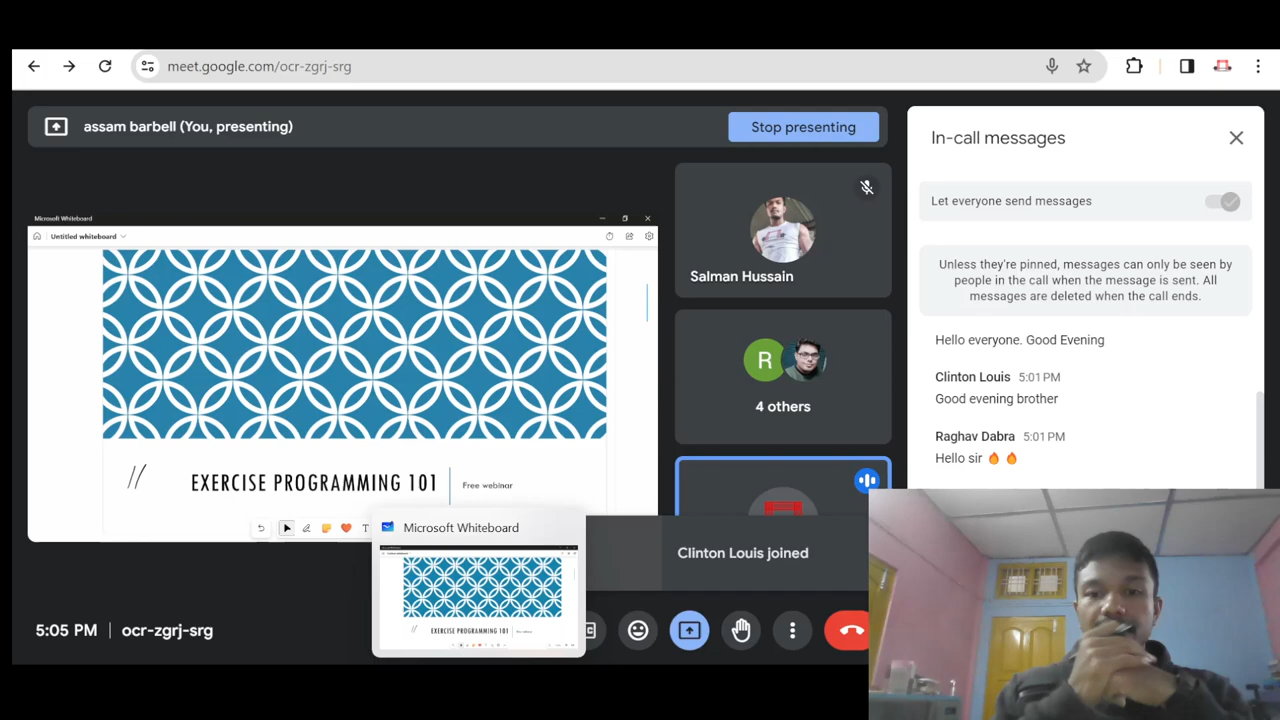 meet.google.com/ocr-zgrj-srg
assam barbell (You, presenting)
Stop presenting
Microsoft Whiteboard
Untitled whiteboard
EXERCISE PROGRAMMING 101
Free webinar
T
Microsoft Whiteboard
EXERCISE PROGRAMMING 101
Salman Hussain
R
4 others
Clinton Louis joined
5:05 PM
ocr-zgrj-srg
In-call messages
Let everyone send messages
Unless they're pinned, messages can only be seen by
people in the call when the message is sent. All
messages are deleted when the call ends.
Hello everyone. Good Evening
Clinton Louis 5:01 PM
Good evening brother
Raghav Dabra 5:01 PM
Hello sir 🔥 🔥